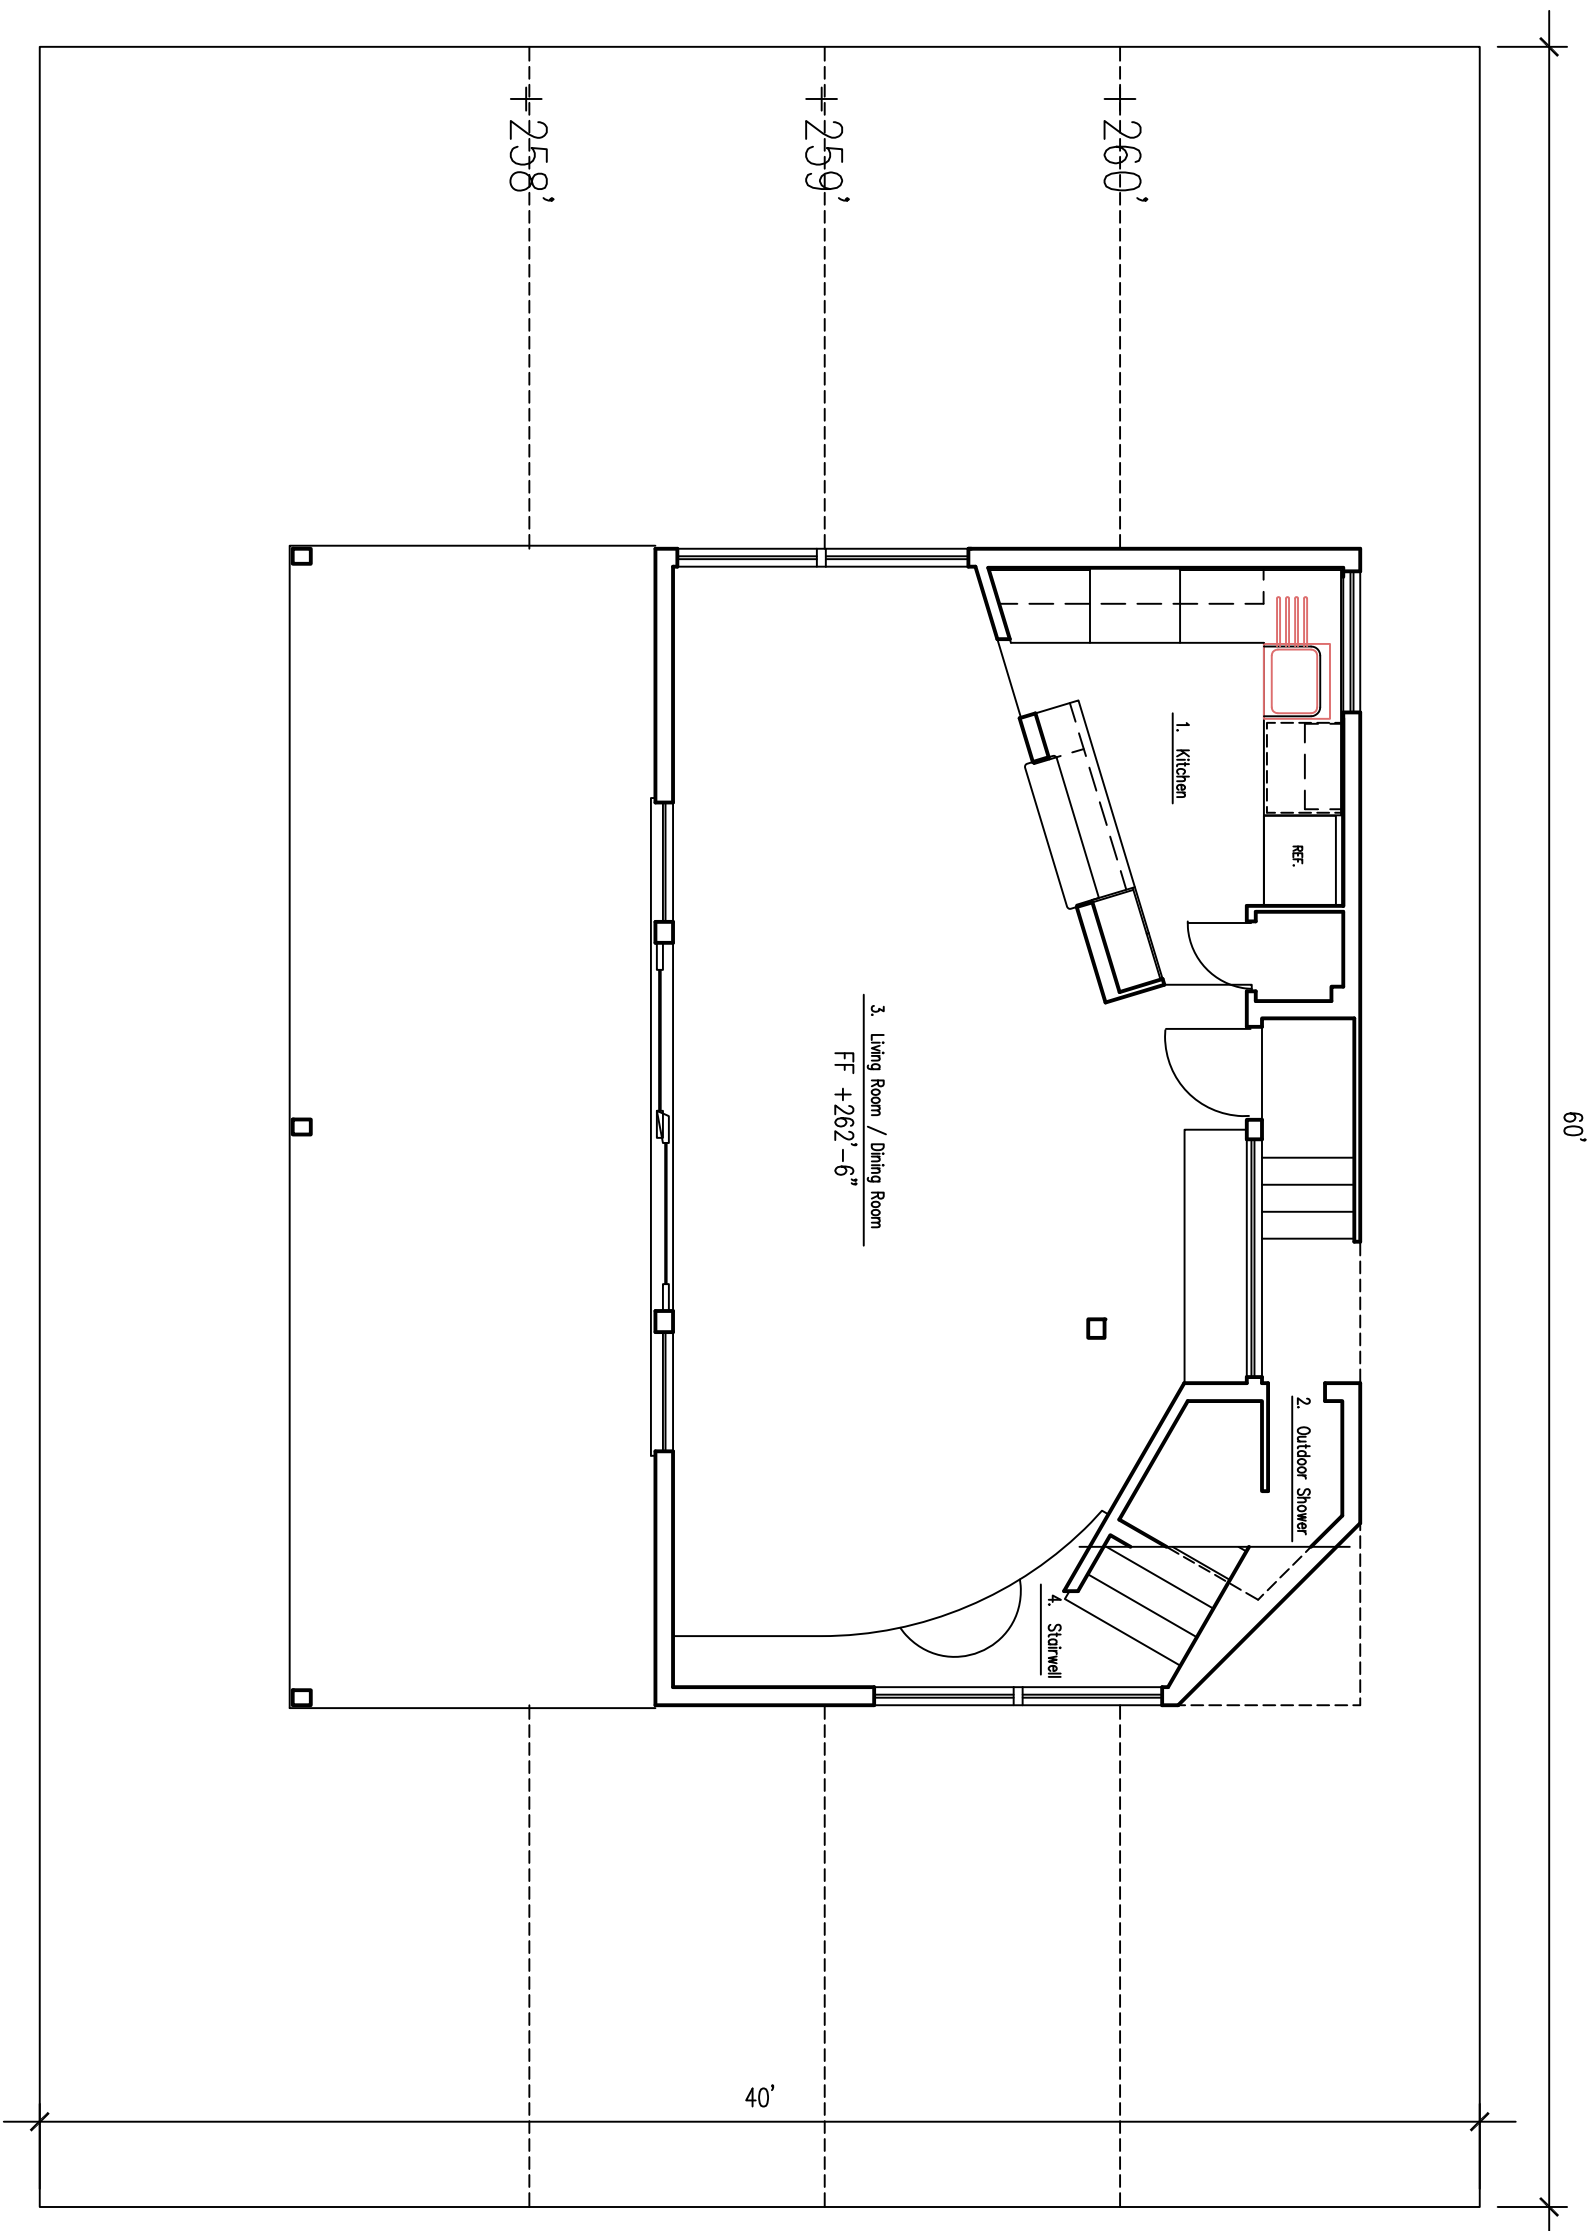 +258'
+259'
+260'
1. Kitchen
REF.
3. Living Room / Dining Room
FF +262'-6"
2. Outdoor Shower
4. Stairwell
60'
40'